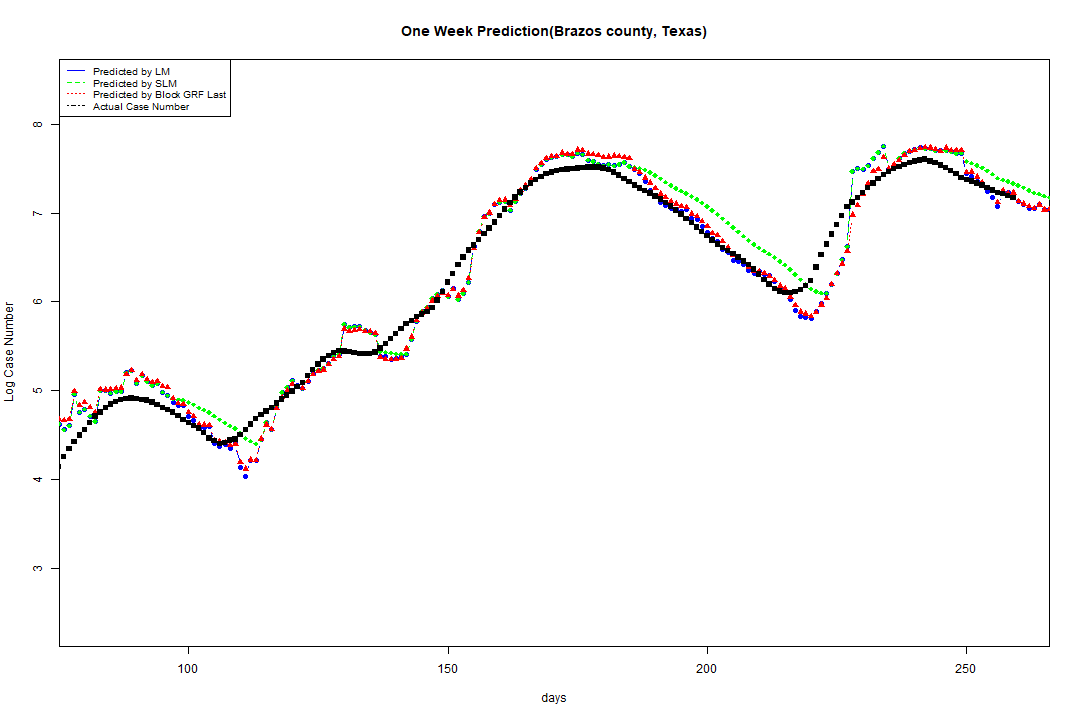 One Week Prediction(Brazos county, Texas)
Predicted by LM
Predicted by SLM
Predicted by Block GRF Last
Actual Case Number
8
7
6
5
4
3
Log Case Number
100 150 200 250
days